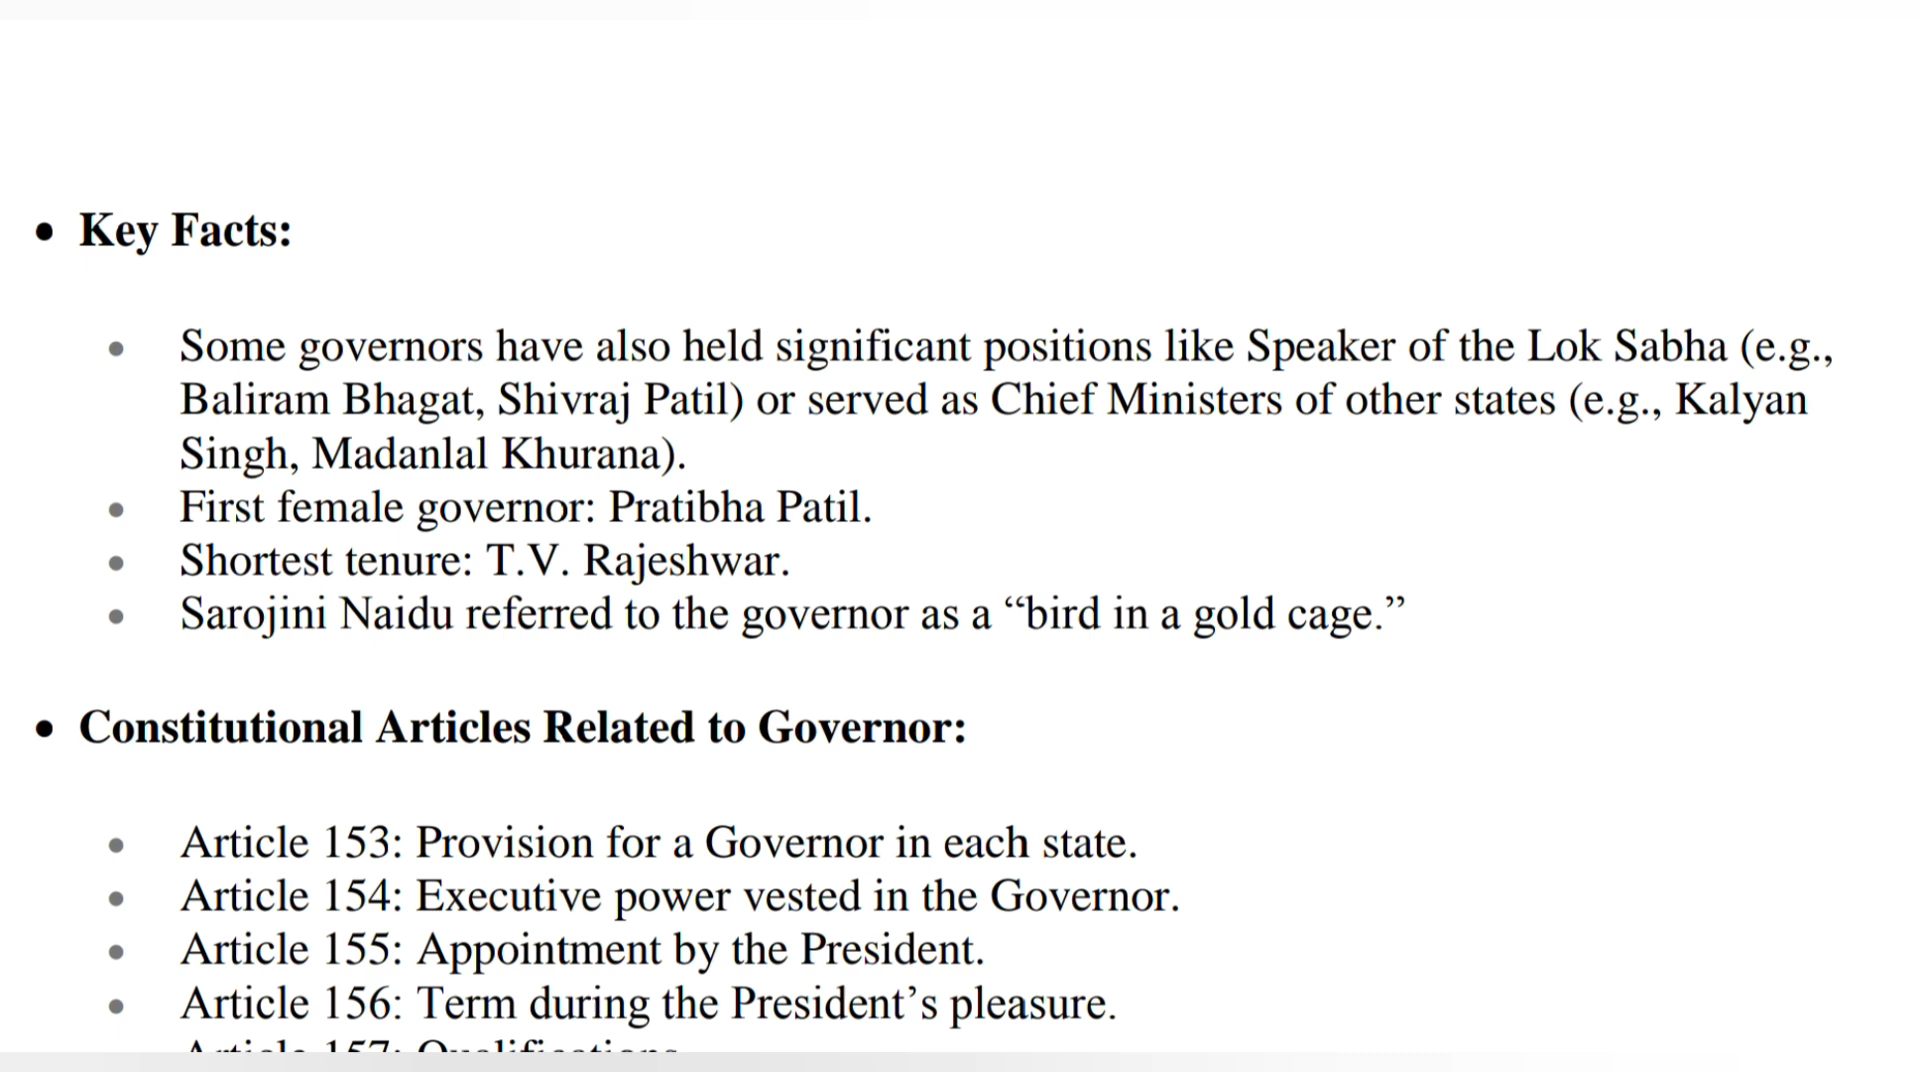 • Key Facts:
• Some governors have also held significant positions like Speaker of the Lok Sabha (e.g.,
Baliram Bhagat, Shivraj Patil) or served as Chief Ministers of other states (e.g., Kalyan
Singh, Madanlal Khurana).
• First female governor: Pratibha Patil.
• Shortest tenure: T.V. Rajeshwar.
• Sarojini Naidu referred to the governor as a “bird in a gold cage.”
• Constitutional Articles Related to Governor:
• Article 153: Provision for a Governor in each state.
• Article 154: Executive power vested in the Governor.
• Article 155: Appointment by the President.
• Article 156: Term during the President’s pleasure.
Article 157: Qualifications